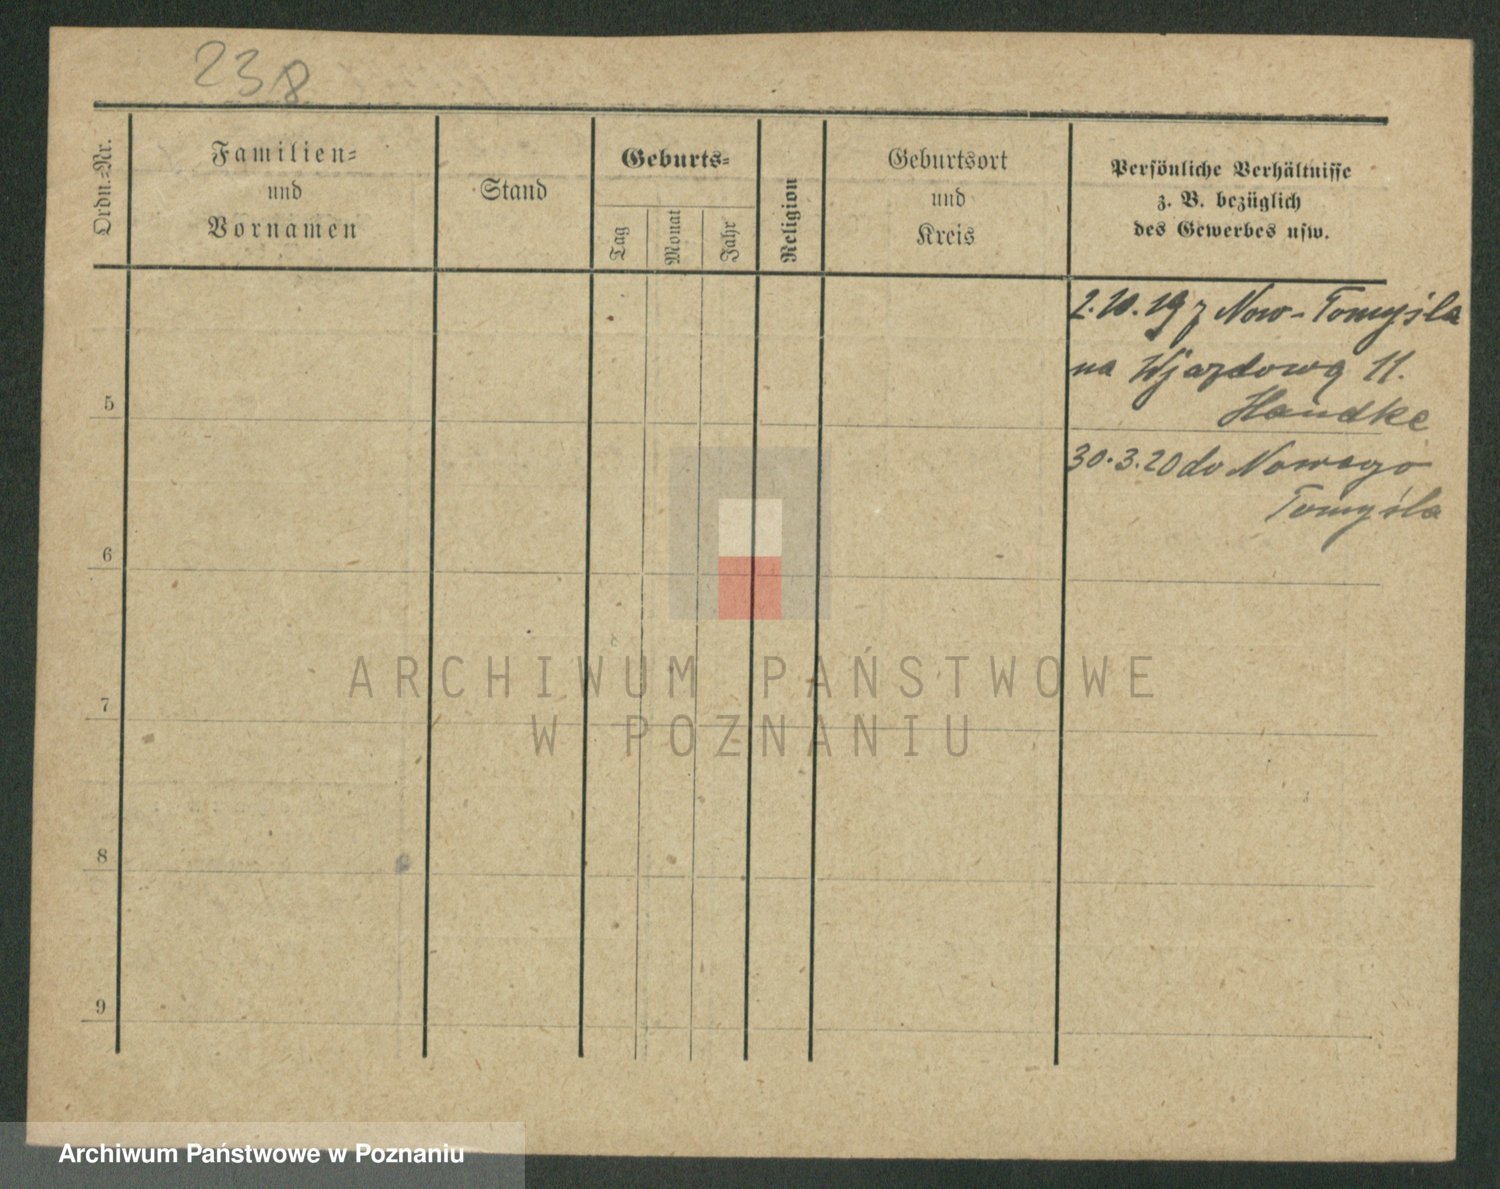 238
Ordn.-Nr.
Familien-
und
Vornamen
Stand
Geburts-
Tag
Monat
Jahr
Religion
Geburtsort
und
Kreis
Persönliche Verhältnisse
z. B. bezüglich
des Gewerbes usw.
2.10.19 z Now-Tomyśla
na Wjazdową 11.
Handke
5
30.3.20 do Nowego
Tomyśla
6
7
8
9
ARCHIWUM PAŃSTWOWE
W POZNANIU
Archiwum Państwowe w Poznaniu